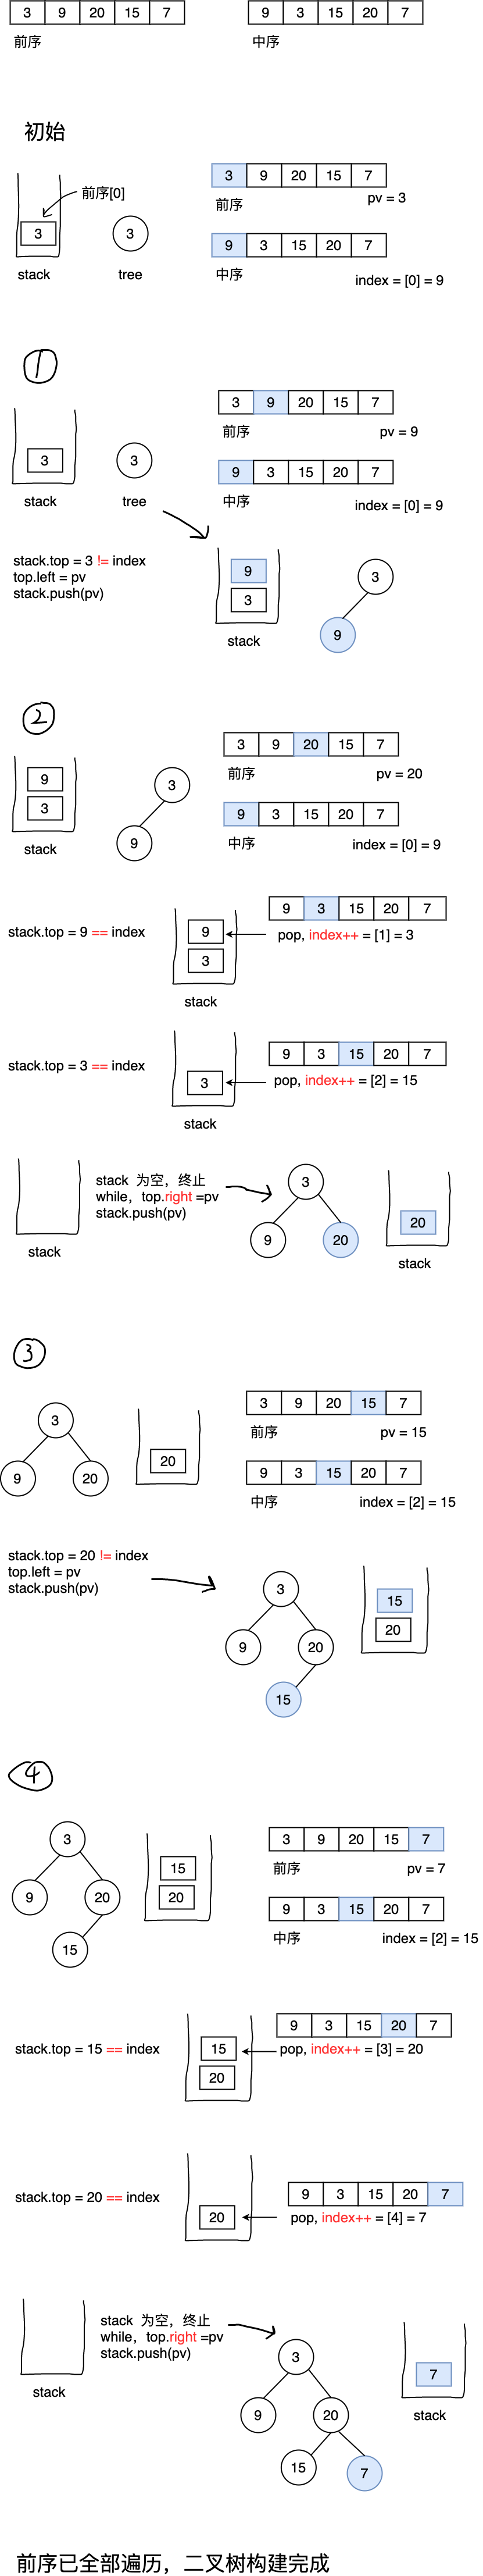 3 9 20 15 7
9 3 15 20 7
前序
中序
初始
前序[0]
3
stack
3
tree
3 9 20 15 7
前序
pv = 3
9 3 15 20 7
中序
index = [0] = 9
1
3
stack
3
tree
3 9 20 15 7
前序
pv = 9
9 3 15 20 7
中序
index = [0] = 9
stack.top = 3 != index
top.left = pv
stack.push(pv)
9
3
stack
3
9
2
9
3
stack
3
9
3 9 20 15 7
前序
pv = 20
9 3 15 20 7
中序
index = [0] = 9
stack.top = 9 == index
9
3
stack
9 3 15 20 7
pop, index++ = [1] = 3
stack.top = 3 == index
3
stack
9 3 15 20 7
pop, index++ = [2] = 15
stack
stack 为空，终止
while，top.right =pv
stack.push(pv)
3
9 20
20
stack
3
3
9 20
20
3 9 20 15 7
前序
pv = 15
9 3 15 20 7
中序
index = [2] = 15
stack.top = 20 != index
top.left = pv
stack.push(pv)
3
9 20
15
15
20
4
3
9 20
15
15
20
3 9 20 15 7
前序
pv = 7
9 3 15 20 7
中序
index = [2] = 15
stack.top = 15 == index
15
20
9 3 15 20 7
pop, index++ = [3] = 20
stack.top = 20 == index
20
9 3 15 20 7
pop, index++ = [4] = 7
stack
stack 为空，终止
while，top.right =pv
stack.push(pv)
3
9 20
15 7
7
stack
前序已全部遍历，二叉树构建完成